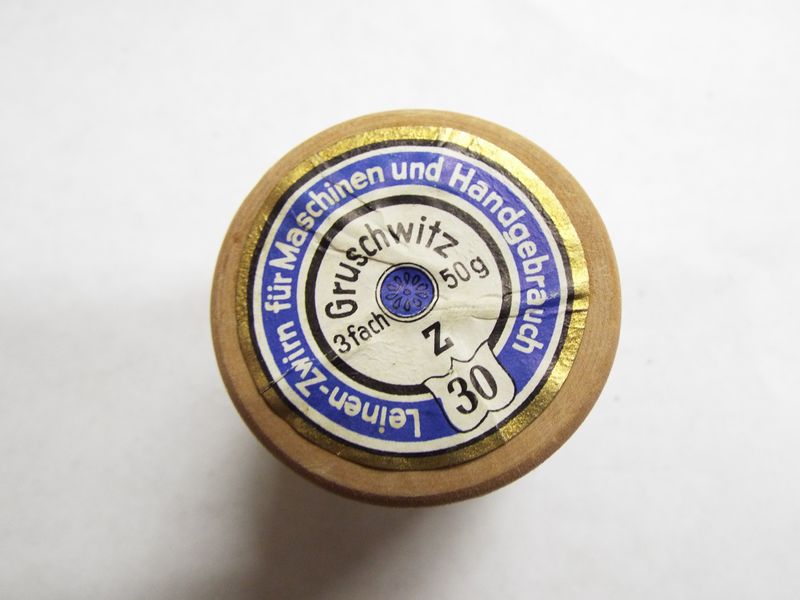 Leinen-Zwirn für Maschinen und Handgebrauch
Gruschwitz
3fach
50g
Z
30